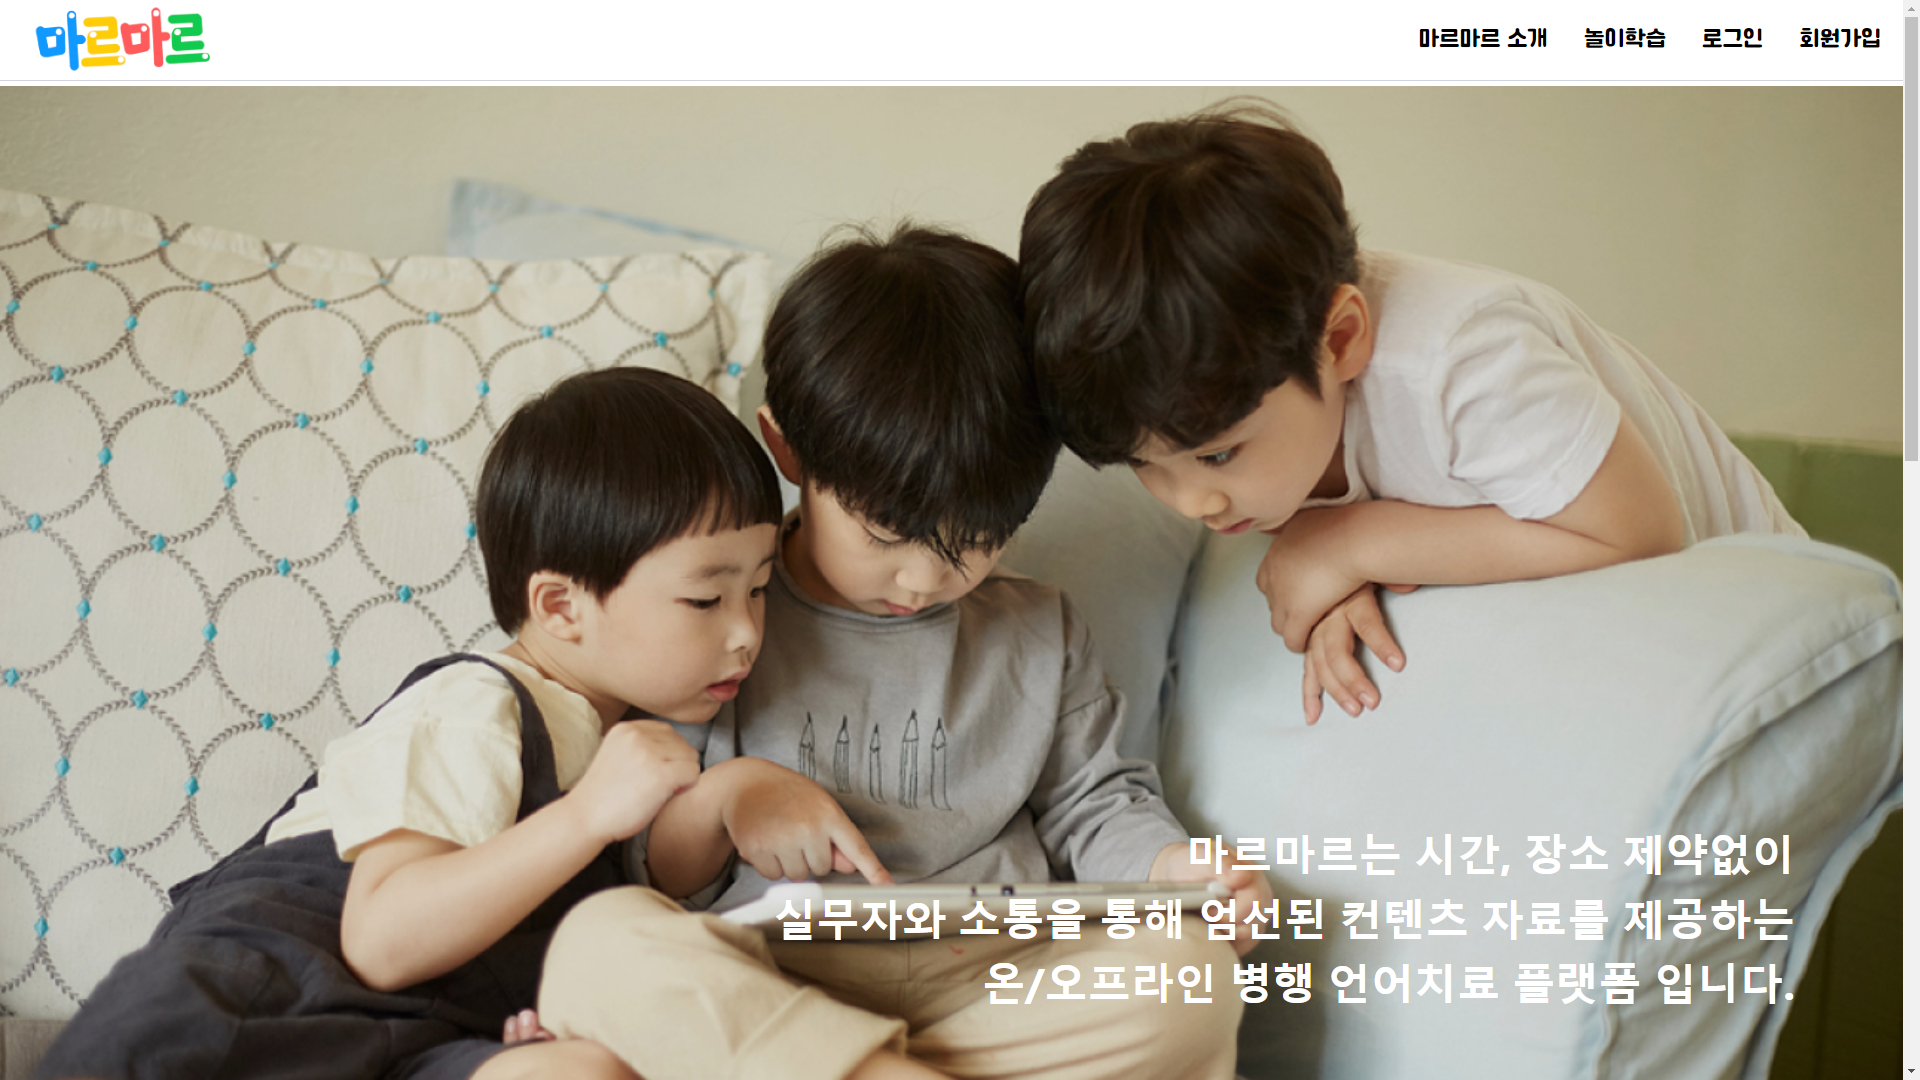 마르마르
마르마르 소개
놀이학습
로그인
회원가입
마르마르는 시간, 장소 제약없이
실무자와 소통을 통해 엄선된 컨텐츠 자료를 제공하는
온/오프라인 병행 언어치료 플랫폼 입니다.